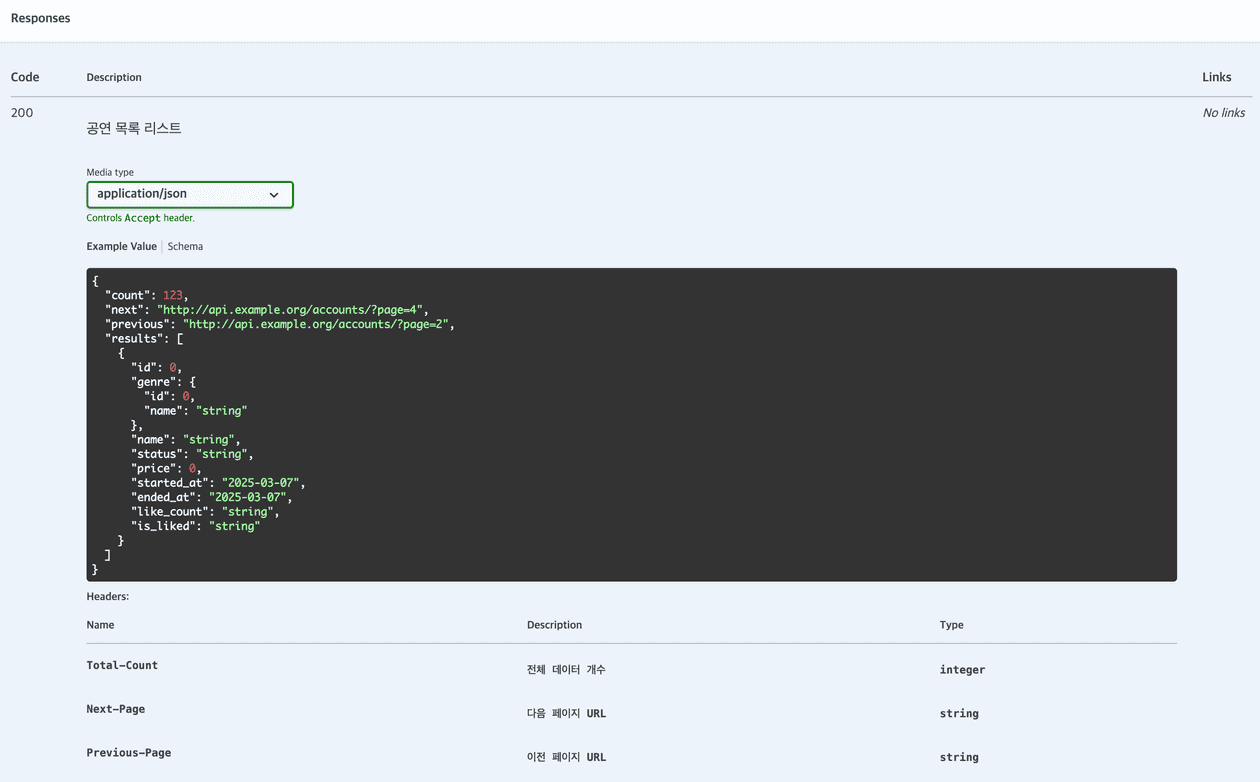 Responses
Code Description Links
200 No links
공연 목록 리스트
Media type
application/json
Controls Accept header.
Example Value Schema
{
  "count": 123,
  "next": "http://api.example.org/accounts/?page=4",
  "previous": "http://api.example.org/accounts/?page=2",
  "results": [
    {
      "id": 0,
      "genre": {
        "id": 0,
        "name": "string"
      },
      "name": "string",
      "status": "string",
      "price": 0,
      "started_at": "2025-03-07",
      "ended_at": "2025-03-07",
      "like_count": "string",
      "is_liked": "string"
    }
  ]
}
Headers:
Name Description Type
Total-Count 전체 데이터 개수 integer
Next-Page 다음 페이지 URL string
Previous-Page 이전 페이지 URL string